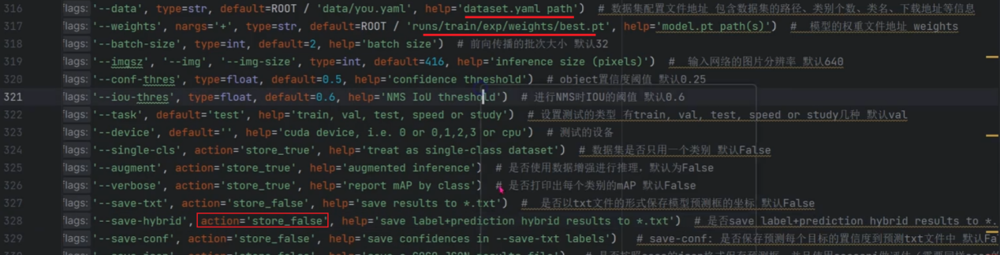 316 flags: '--data', type=str, default=ROOT / 'data/you.yaml', help='dataset.yaml path') # 数据集配置文件地址 包含数据集的路径、类别个数、类名、下载地址等信息
317 flags: '--weights', nargs='+', type=str, default=ROOT / 'runs/train/exp/weights/best.pt', help='model.pt path(s)') # 模型的权重文件地址 weights
318 flags: '--batch-size', type=int, default=2, help='batch size') # 前向传播的批次大小 默认32
319 flags: '--imgsz', '--img', '--img-size', type=int, default=416, help='inference size (pixels)') # 输入网络的图片分辨率 默认640
320 flags: '--conf-thres', type=float, default=0.5, help='confidence threshold') # object置信度阈值 默认0.25
321 flags: '--iou-thres', type=float, default=0.6, help='NMS IoU threshold') # 进行NMS时IOU的阈值 默认0.6
322 flags: '--task', default='test', help='train, val, test, speed or study') # 设置测试的类型 有train, val, test, speed or study几种 默认val
323 flags: '--device', default='', help='cuda device, i.e. 0 or 0,1,2,3 or cpu') # 测试的设备
324 flags: '--single-cls', action='store_true', help='treat as single-class dataset') # 数据集是否只用一个类别 默认False
325 flags: '--augment', action='store_true', help='augmented inference') # 是否使用数据增强进行推理，默认为False
326 flags: '--verbose', action='store_true', help='report mAP by class') # 是否打印出每个类别的mAP 默认False
327 flags: '--save-txt', action='store_false', help='save results to *.txt') # 是否以txt文件的形式保存模型预测框的坐标 默认False
328 flags: '--save-hybrid', action='store_false', help='save label+prediction hybrid results to *.txt') # 是否save label+prediction hybrid results to *.
329 flags: '--save-conf', action='store_false', help='save confidences in --save-txt labels') # save-conf: 是否保存预测每个目标的置信度到预测txt文件中 默认Fa